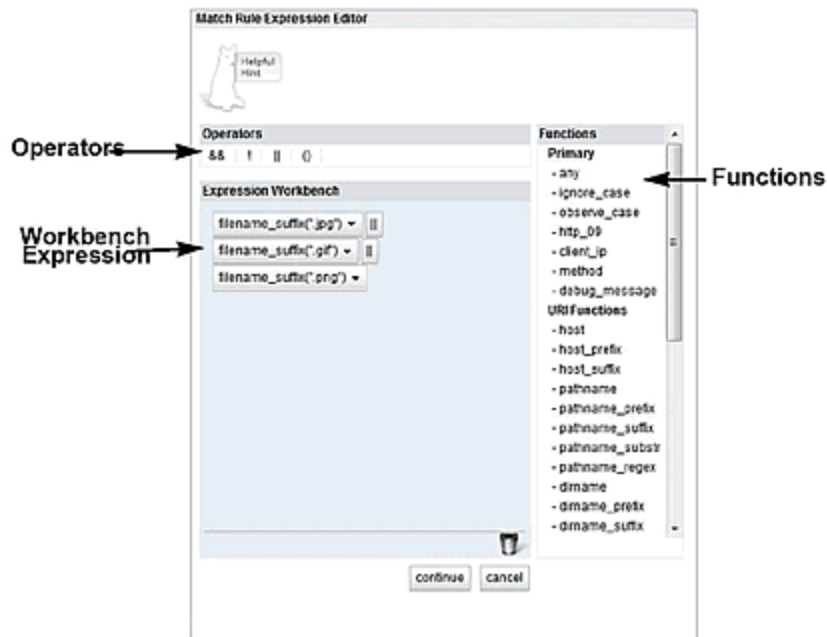 Match Rule Expression Editor
Helpful
Hint
Operators
Operators
&& ! || ()
Expression Workbench
Workbench
Expression
filename_suffix(".jpg") ||
filename_suffix(".gif") ||
filename_suffix(".png")
Functions
Functions
Primary
- any
- ignore_case
- observe_case
- http_09
- client_ip
- method
- debug_message
URI Functions
- host
- host_prefix
- host_suffix
- pathname
- pathname_prefix
- pathname_suffix
- pathname_substr
- pathname_regex
- dirname
- dirname_prefix
- dirname_suffix
continue cancel